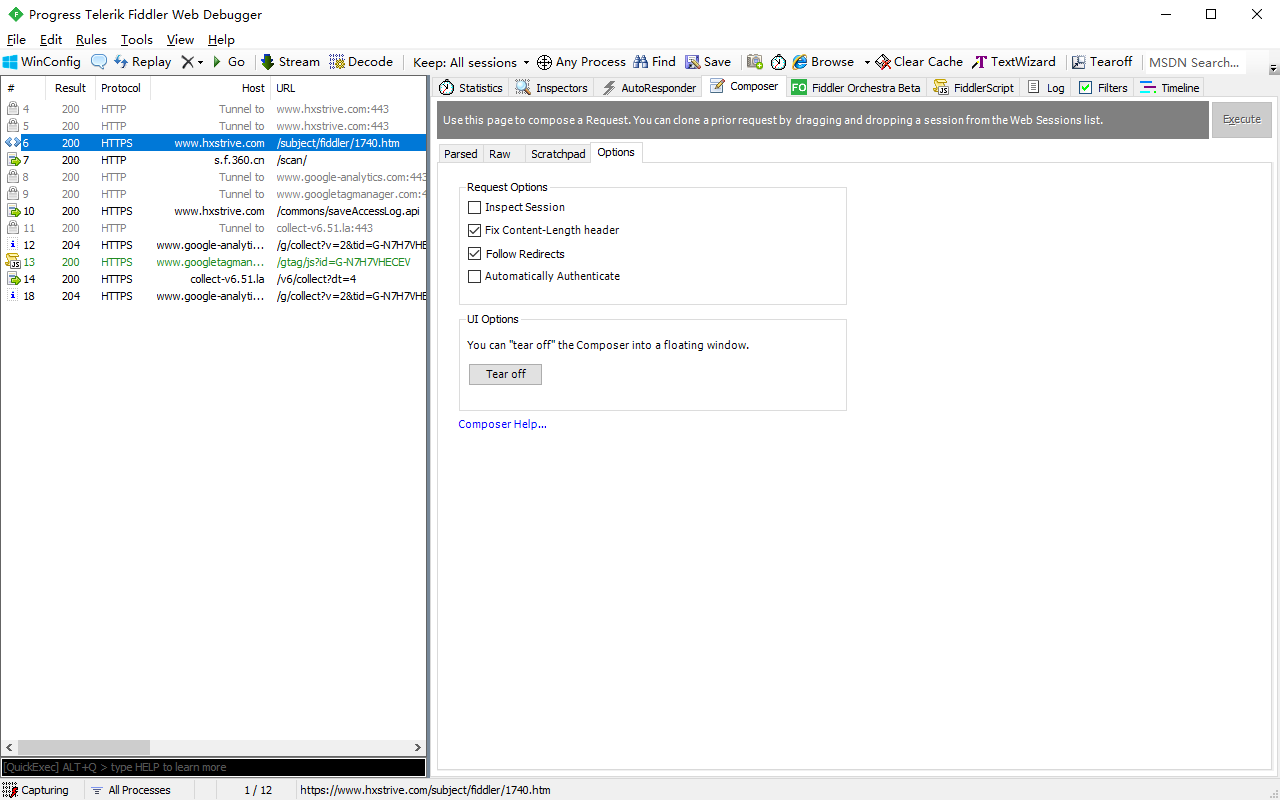 Progress Telerik Fiddler Web Debugger
File Edit Rules Tools View Help
WinConfig Replay Go Stream Decode Keep: All sessions Any Process Find Save Browse Clear Cache TextWizard Tearoff MSDN Search...
# Result Protocol Host URL
4 200 HTTP Tunnel to www.hxstrive.com:443
5 200 HTTP Tunnel to www.hxstrive.com:443
6 200 HTTPS www.hxstrive.com /subject/fiddler/1740.htm
7 200 HTTP s.f.360.cn /scan/
8 200 HTTP Tunnel to www.google-analytics.com:443
9 200 HTTP Tunnel to www.googletagmanager.com:4
10 200 HTTPS www.hxstrive.com /commons/saveAccessLog.api
11 200 HTTP Tunnel to collect-v6.51.la:443
12 204 HTTPS www.google-analyti... /g/collect?v=2&tid=G-N7H7VHE
13 200 HTTPS www.googletagman... /gtag/js?id=G-N7H7VHECEV
14 200 HTTPS collect-v6.51.la /v6/collect?dt=4
18 204 HTTPS www.google-analyti... /g/collect?v=2&tid=G-N7H7VHE
[QuickExec] ALT+Q > type HELP to learn more
Statistics Inspectors AutoResponder Composer FO Fiddler Orchestra Beta FiddlerScript Log Filters Timeline
Use this page to compose a Request. You can clone a prior request by dragging and dropping a session from the Web Sessions list.
Execute
Parsed Raw Scratchpad Options
Request Options
Inspect Session
Fix Content-Length header
Follow Redirects
Automatically Authenticate
UI Options
You can "tear off" the Composer into a floating window.
Tear off
Composer Help...
Capturing All Processes 1 / 12 https://www.hxstrive.com/subject/fiddler/1740.htm